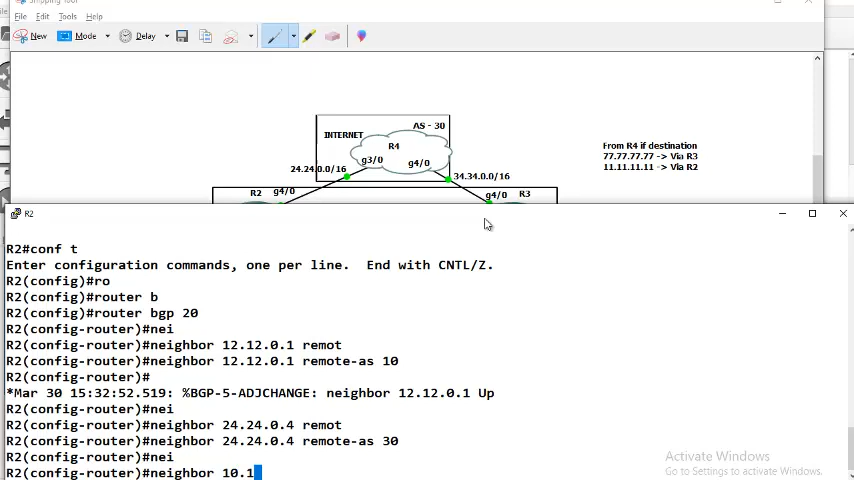 Snipping Tool
File Edit Tools Help
New Mode Delay
INTERNET AS - 30
R4
g3/0 g4/0
24.24.0.0/16 34.34.0.0/16
From R4 if destination
77.77.77.77 -> Via R3
11.11.11.11 -> Via R2
R2 g4/0 g4/0 R3
R2
R2#conf t
Enter configuration commands, one per line. End with CNTL/Z.
R2(config)#ro
R2(config)#router b
R2(config)#router bgp 20
R2(config-router)#nei
R2(config-router)#neighbor 12.12.0.1 remot
R2(config-router)#neighbor 12.12.0.1 remote-as 10
R2(config-router)#
*Mar 30 15:32:52.519: %BGP-5-ADJCHANGE: neighbor 12.12.0.1 Up
R2(config-router)#nei
R2(config-router)#neighbor 24.24.0.4 remot
R2(config-router)#neighbor 24.24.0.4 remote-as 30
R2(config-router)#nei
R2(config-router)#neighbor 10.1
Activate Windows
Go to Settings to activate Windows.